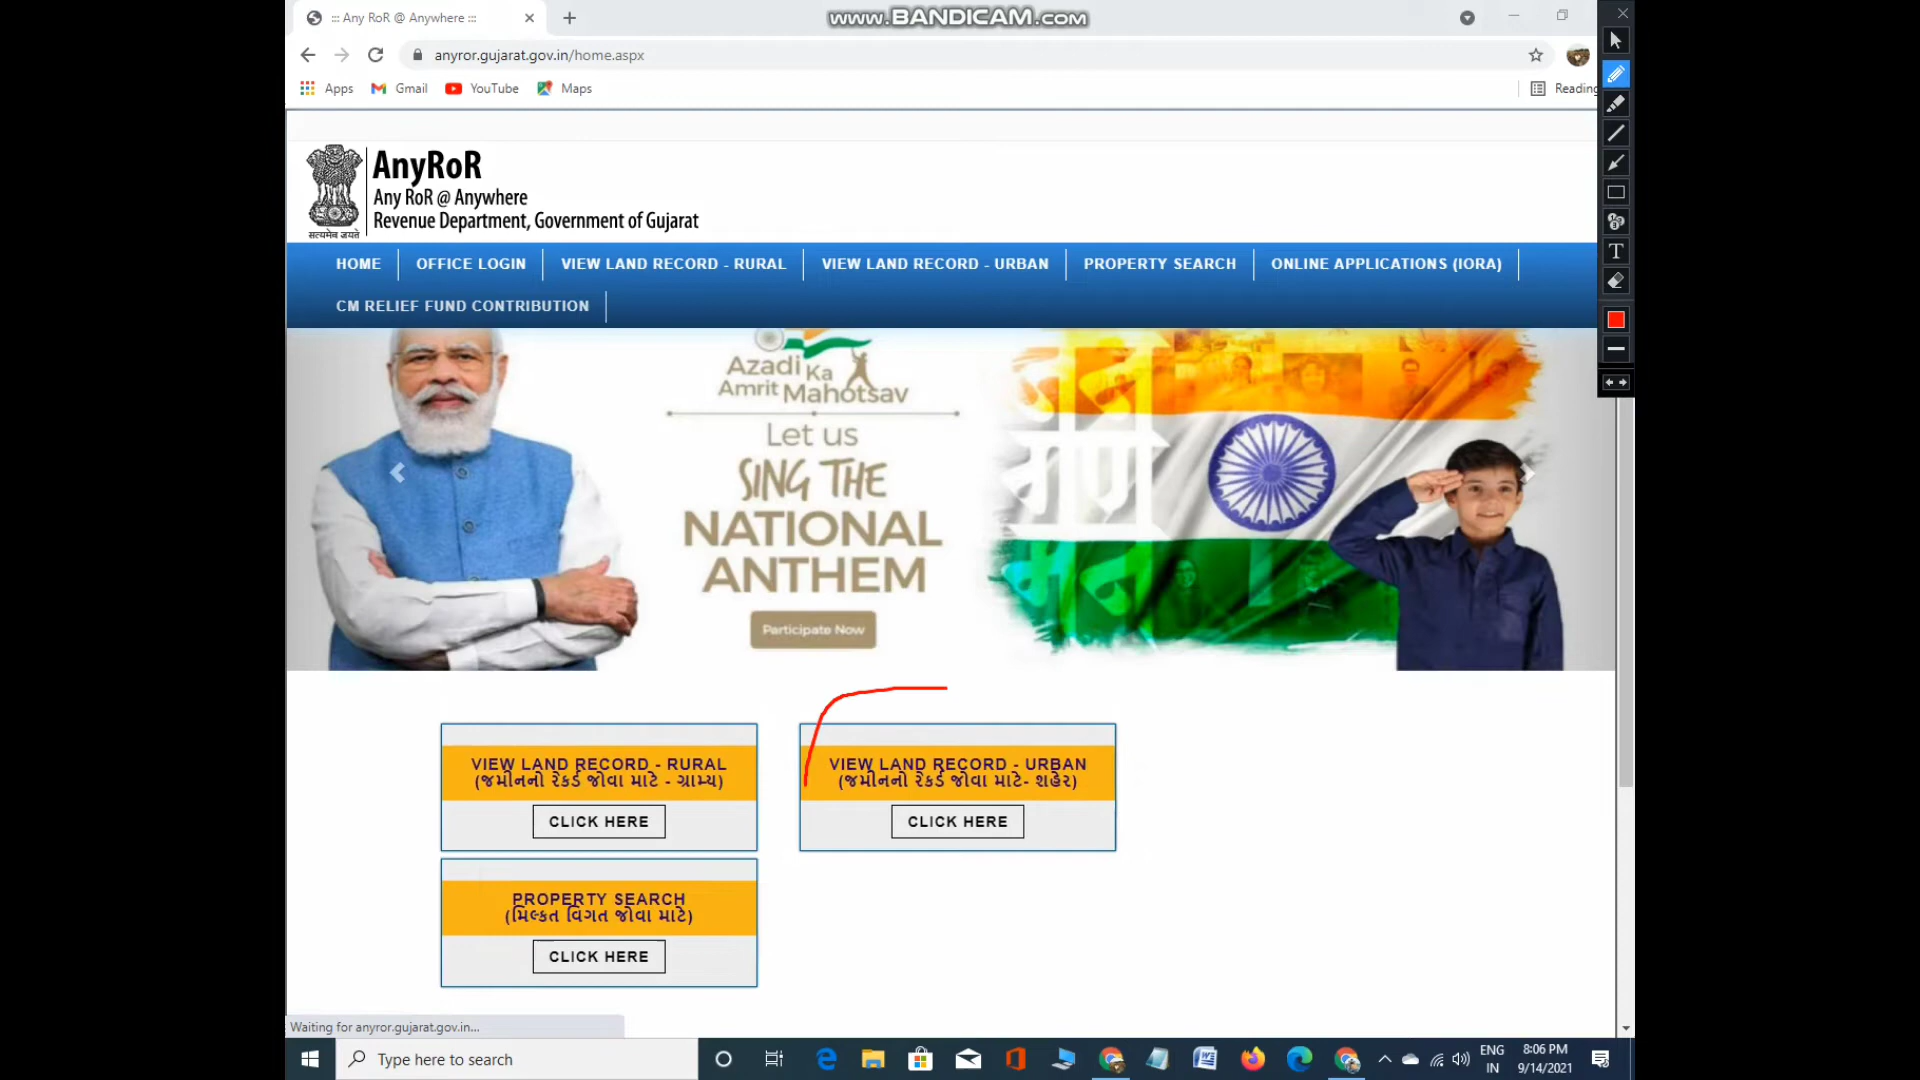 ::: Any RoR @ Anywhere :::
www.BANDICAM.com
anyror.gujarat.gov.in/home.aspx
Apps
Gmail
YouTube
Maps
Reading
AnyRoR
Any RoR @ Anywhere
Revenue Department, Government of Gujarat
सत्यमेव जयते
HOME
OFFICE LOGIN
VIEW LAND RECORD - RURAL
VIEW LAND RECORD - URBAN
PROPERTY SEARCH
ONLINE APPLICATIONS (IORA)
CM RELIEF FUND CONTRIBUTION
Azadi Ka
Amrit Mahotsav
Let us
SING THE
NATIONAL
ANTHEM
Participate Now
VIEW LAND RECORD - RURAL
(જમીનનો રેકર્ડ જોવા માટે - ગ્રામ્ય)
CLICK HERE
VIEW LAND RECORD - URBAN
(જમીનનો રેકર્ડ જોવા માટે- શહેર)
CLICK HERE
PROPERTY SEARCH
(મિલ્કત વિગત જોવા માટે)
CLICK HERE
Waiting for anyror.gujarat.gov.in...
Type here to search
ENG
IN
8:06 PM
9/14/2021